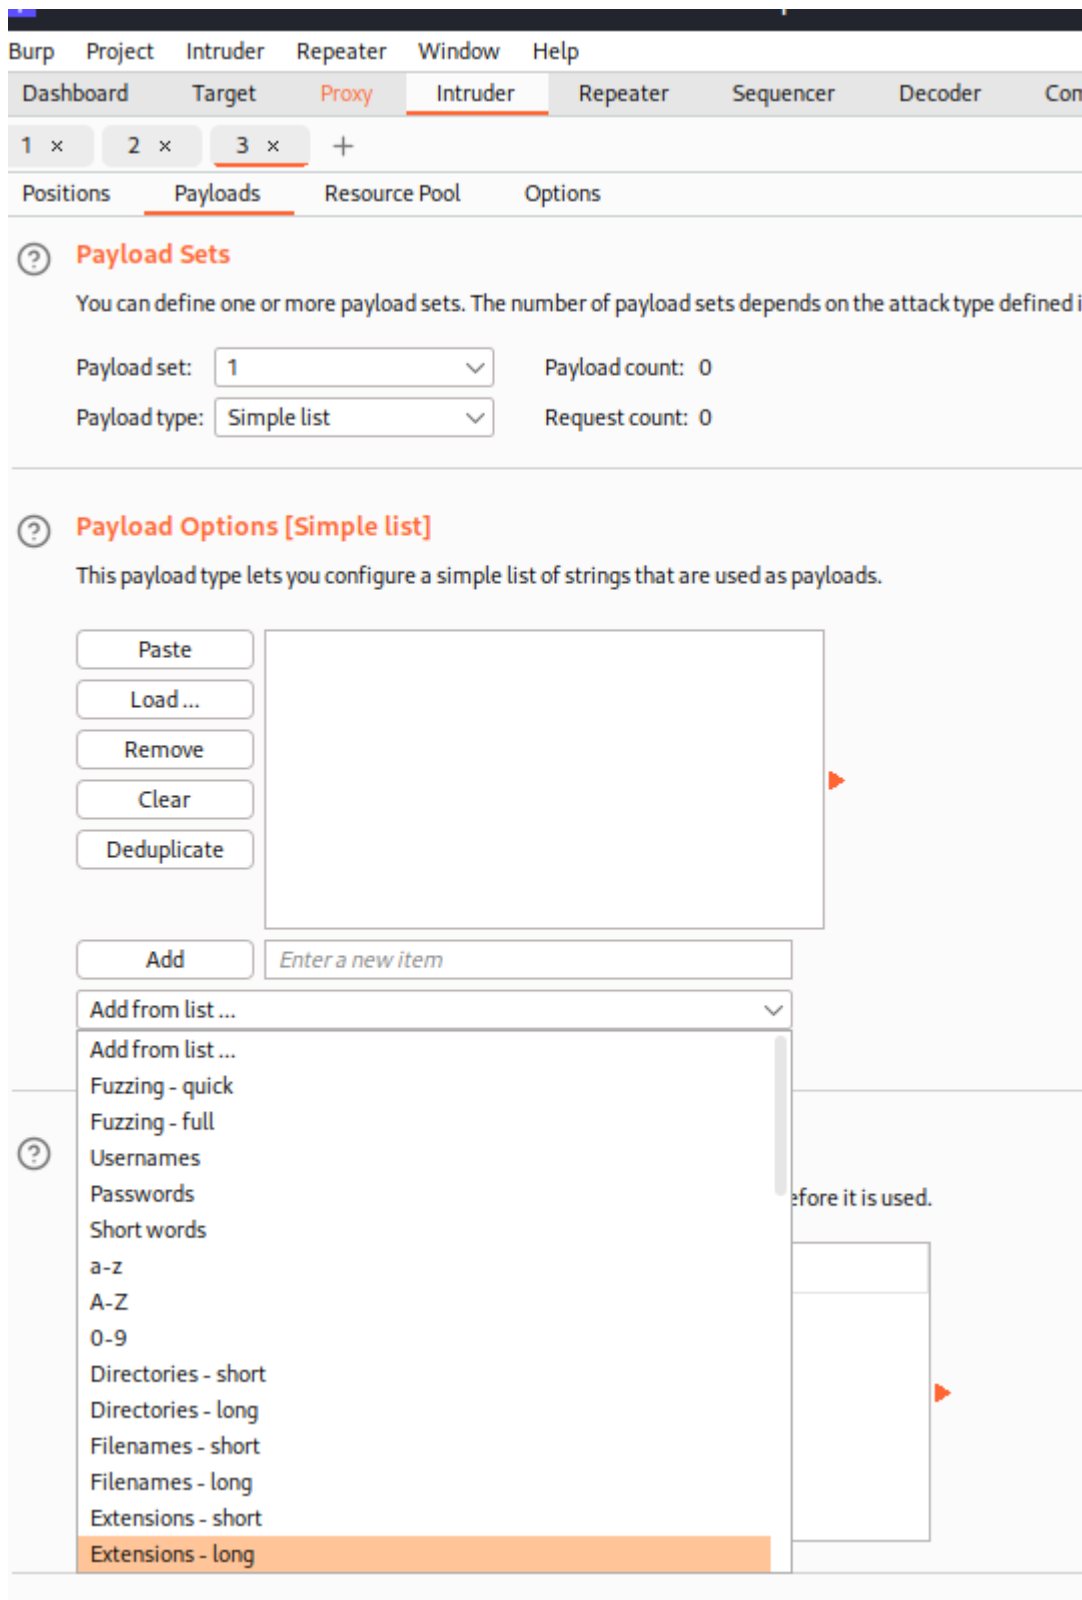 Burp Project Intruder Repeater Window Help
Dashboard Target Proxy Intruder Repeater Sequencer Decoder
1 × 2 × 3 × +
Positions Payloads Resource Pool Options
Payload Sets
You can define one or more payload sets. The number of payload sets depends on the attack type defined
Payload set: 1 Payload count: 0
Payload type: Simple list Request count: 0
Payload Options [Simple list]
This payload type lets you configure a simple list of strings that are used as payloads.
Paste
Load ...
Remove
Clear
Deduplicate
Add Enter a new item
Add from list ...
Add from list ...
Fuzzing - quick
Fuzzing - full
Usernames
Passwords
efore it is used.
Short words
a-z
A-Z
0-9
Directories - short
Directories - long
Filenames - short
Filenames - long
Extensions - short
Extensions - long